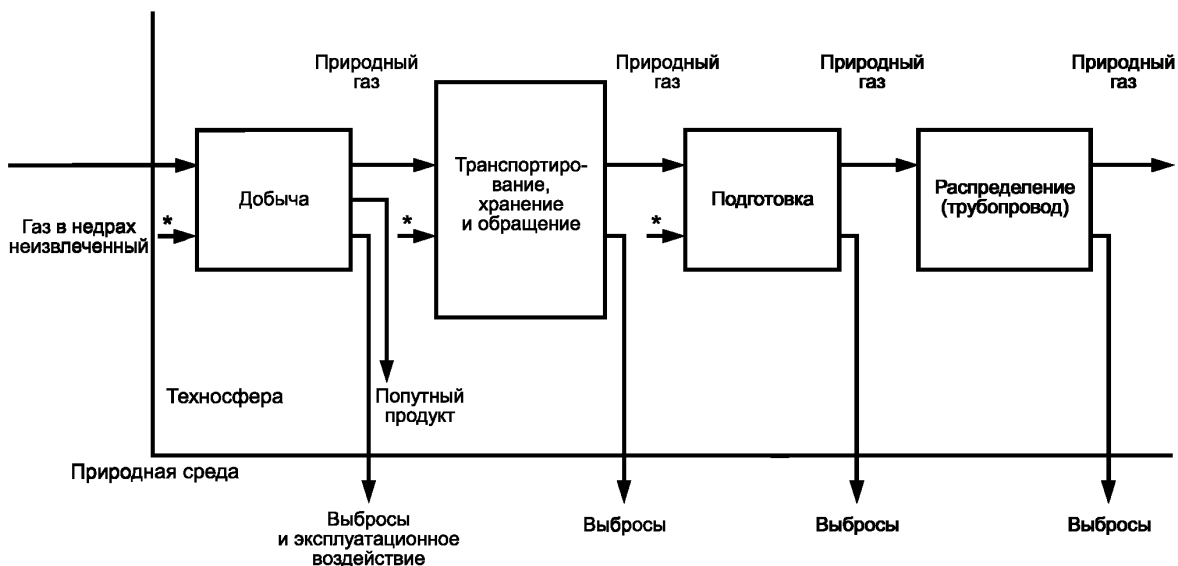 Природный
газ
Природный
газ
Природный
газ
Природный
газ
Газ в недрах
неизвлеченный
*
Добыча
*
Транспортиро-
вание,
хранение
и обращение
*
Подготовка
Распределение
(трубопровод)
Техносфера
Попутный
продукт
Природная среда
Выбросы
и эксплуатационное
воздействие
Выбросы
Выбросы
Выбросы